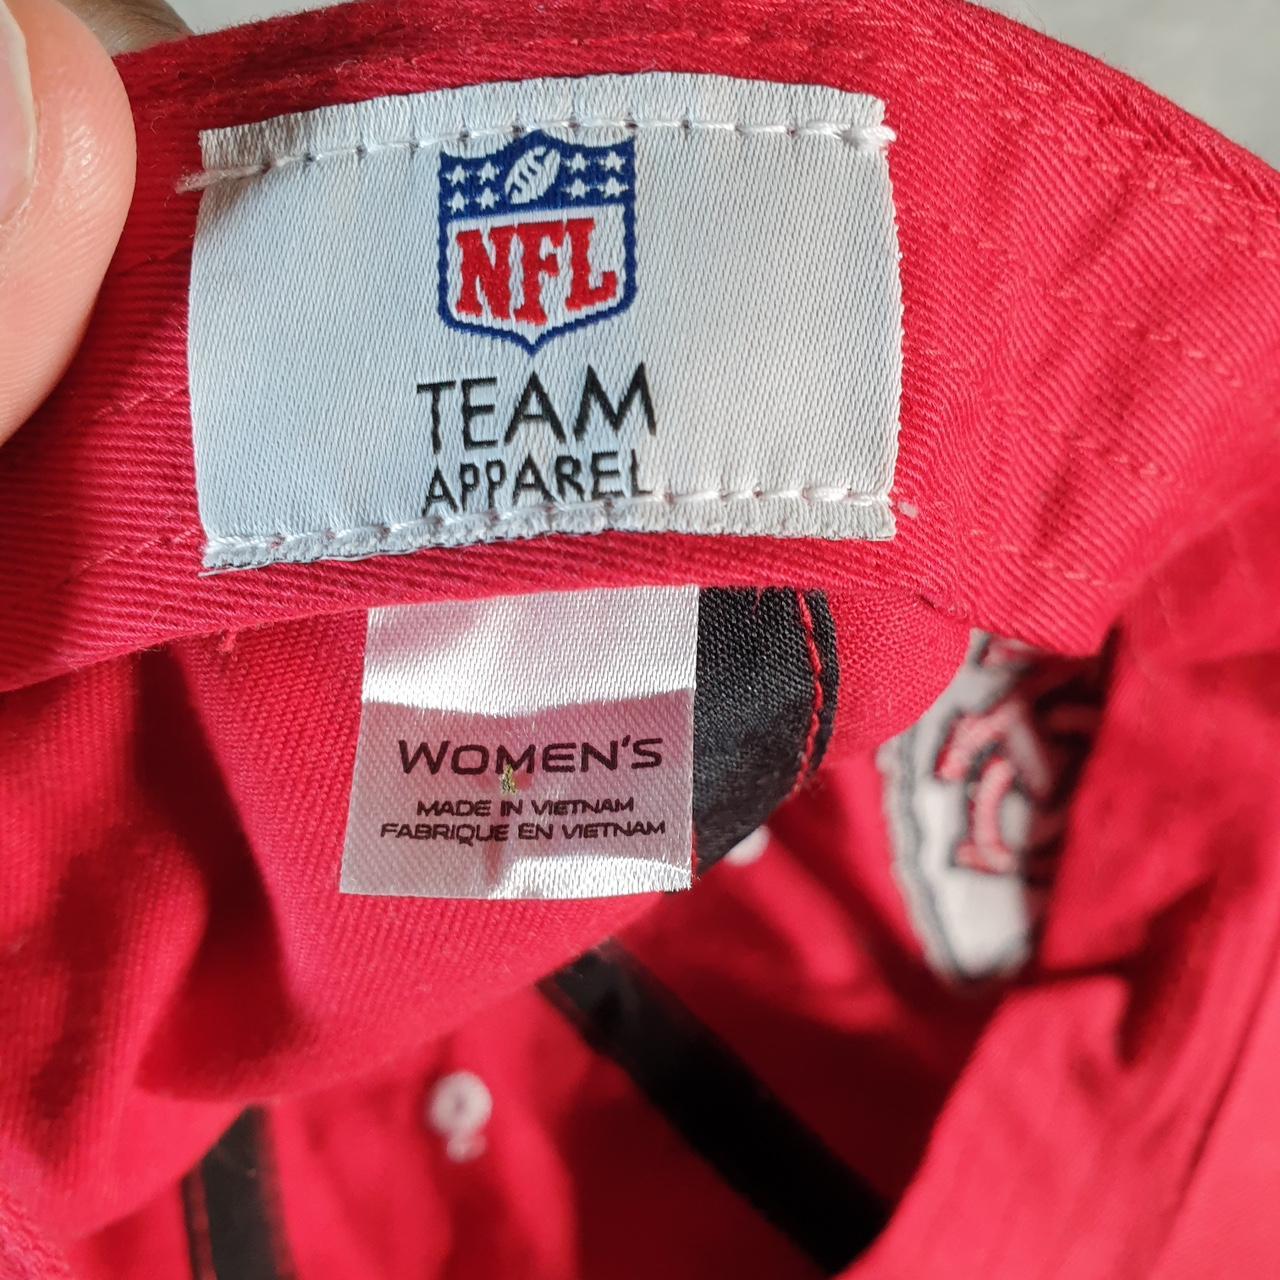 NFL
TEAM
APPAREL
WOMEN'S
MADE IN VIETNAM
FABRIQUE EN VIETNAM